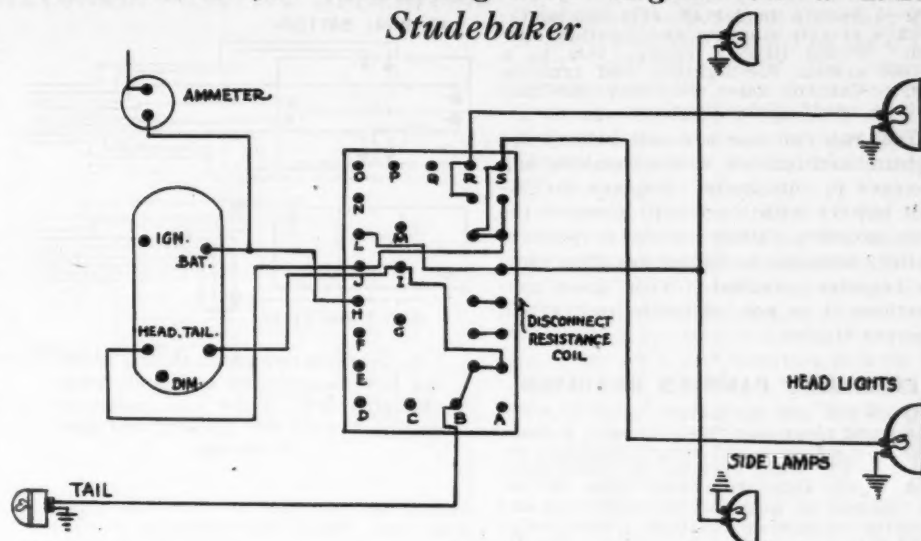 Studebaker
AMMETER.
O P Q R S
N
IGN.
L M
BAT.
J I
H
G
HEAD. TAIL.
F
DISCONNECT
RESISTANCE
COIL
E
DIM.
HEAD LIGHTS
D C B A
SIDE LAMPS
TAIL